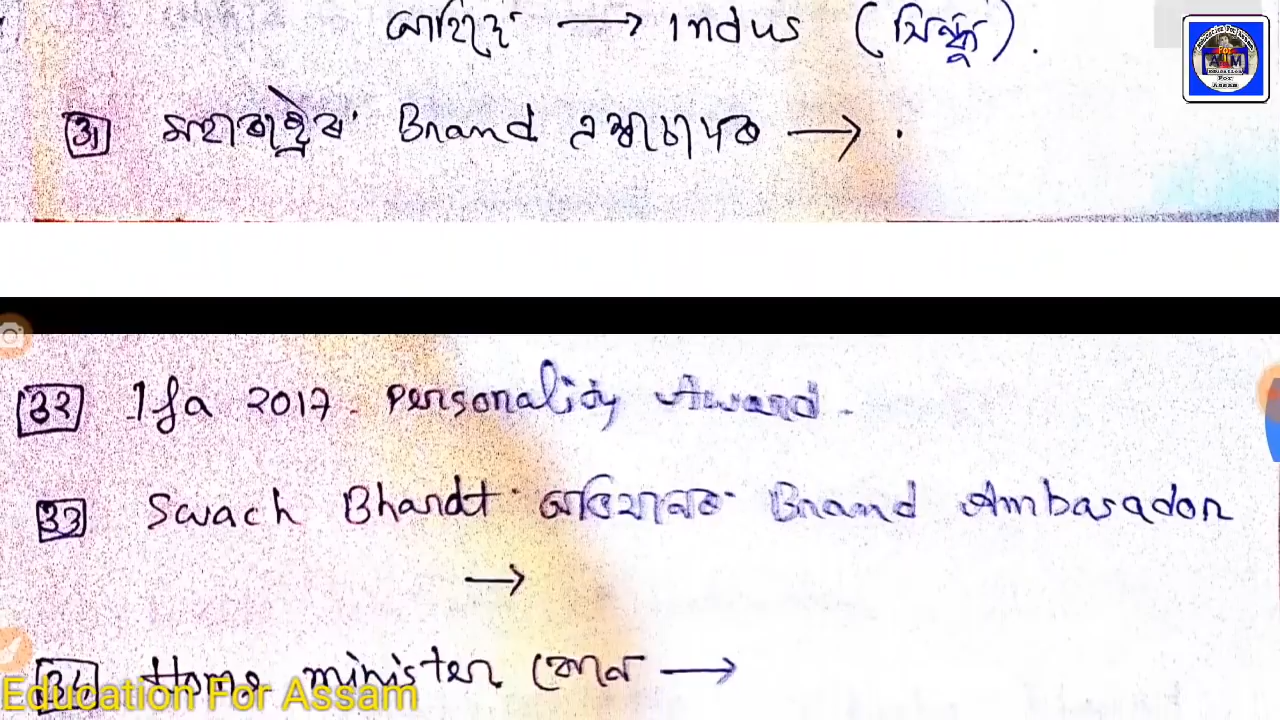 → Indus (সিন্ধু).
৩১ মহাৰাষ্ট্ৰৰ Brand এম্বাচাদৰ →
৩২ Ifa 2017 Personality Award
৩৩ Swach Bhardt অভিযানৰ Brand Ambasador
→
৩৪ Home minister কোন →
Education For Assam